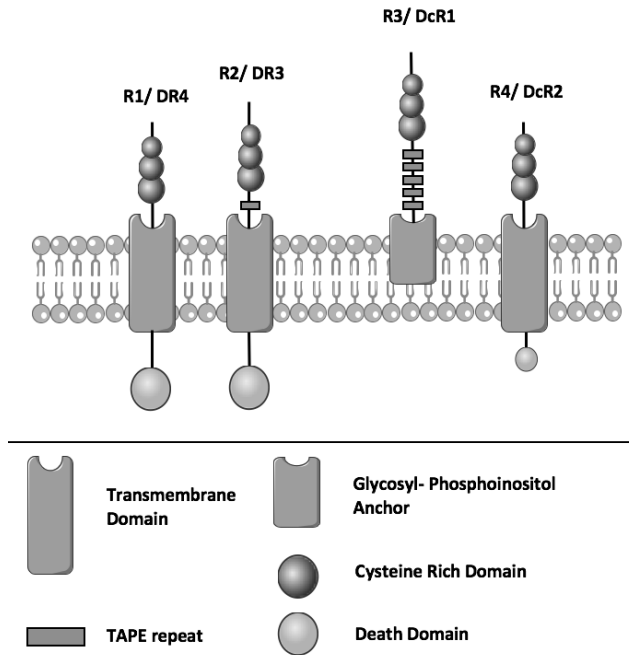 R3/ DcR1
R2/ DR3
R1/ DR4
R4/ DcR2
Transmembrane
Domain
Glycosyl- Phosphoinositol
Anchor
Cysteine Rich Domain
TAPE repeat
Death Domain